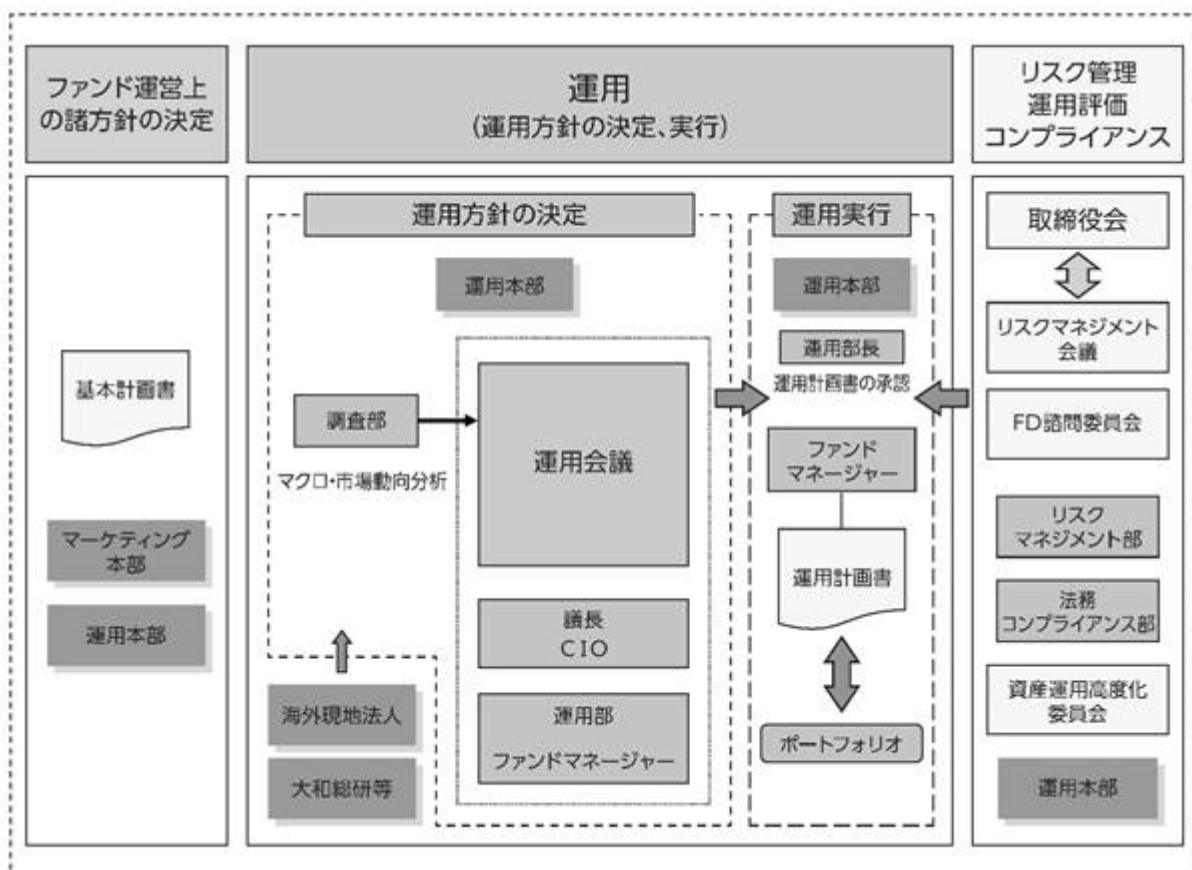 ファンド運営上
の諸方針の決定
運用
(運用方針の決定、実行)
リスク管理
運用評価
コンプライアンス
基本計画書
マーケティング
本部
運用本部
運用方針の決定
運用本部
調査部
マクロ・市場動向分析
運用会議
議長
CIO
運用部
ファンドマネージャー
海外現地法人
大和総研等
運用実行
運用本部
運用部長
運用計画書の承認
ファンド
マネージャー
運用計画書
ポートフォリオ
取締役会
リスクマネジメント
会議
FD諮問委員会
リスク
マネジメント部
法務
コンプライアンス部
資産運用高度化
委員会
運用本部